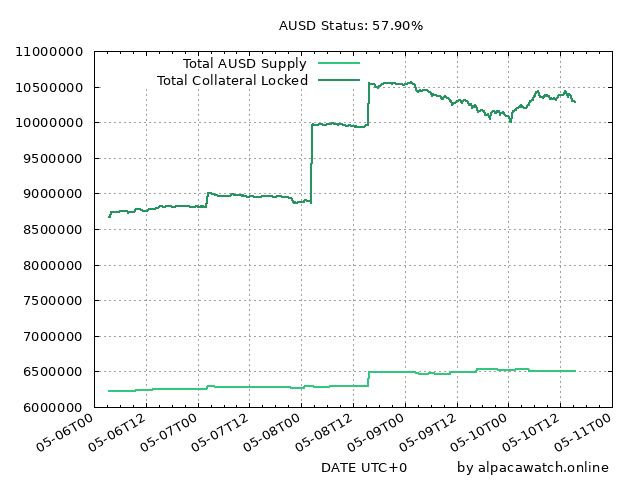 AUSD Status: 57.90%
Total AUSD Supply
Total Collateral Locked
11000000
10500000
10000000
9500000
9000000
8500000
8000000
7500000
7000000
6500000
6000000
05-06T00
05-06T12
05-07T00
05-07T12
05-08T00
05-08T12
05-09T00
05-09T12
05-10T00
05-10T12
05-11T00
DATE UTC+0
by alpacawatch.online